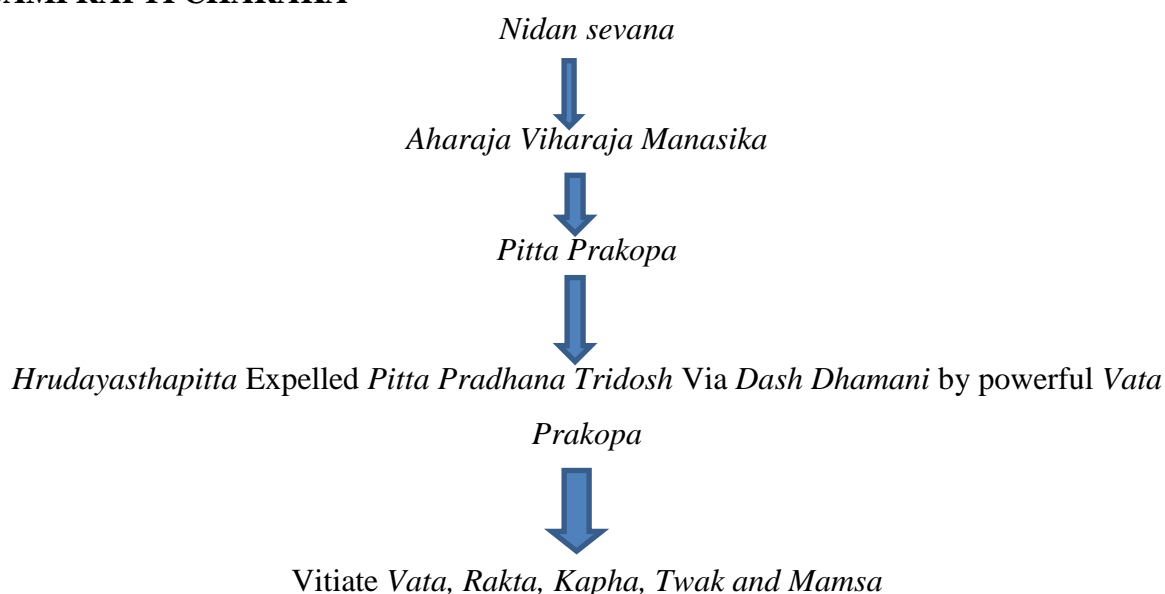 Nidan sevana
Aharaja Viharaja Manasika
Pitta Prakopa
Hrudayasthapitta Expelled Pitta Pradhana Tridosh Via Dash Dhamani by powerful Vata
Prakopa
Vitiate Vata, Rakta, Kapha, Twak and Mamsa